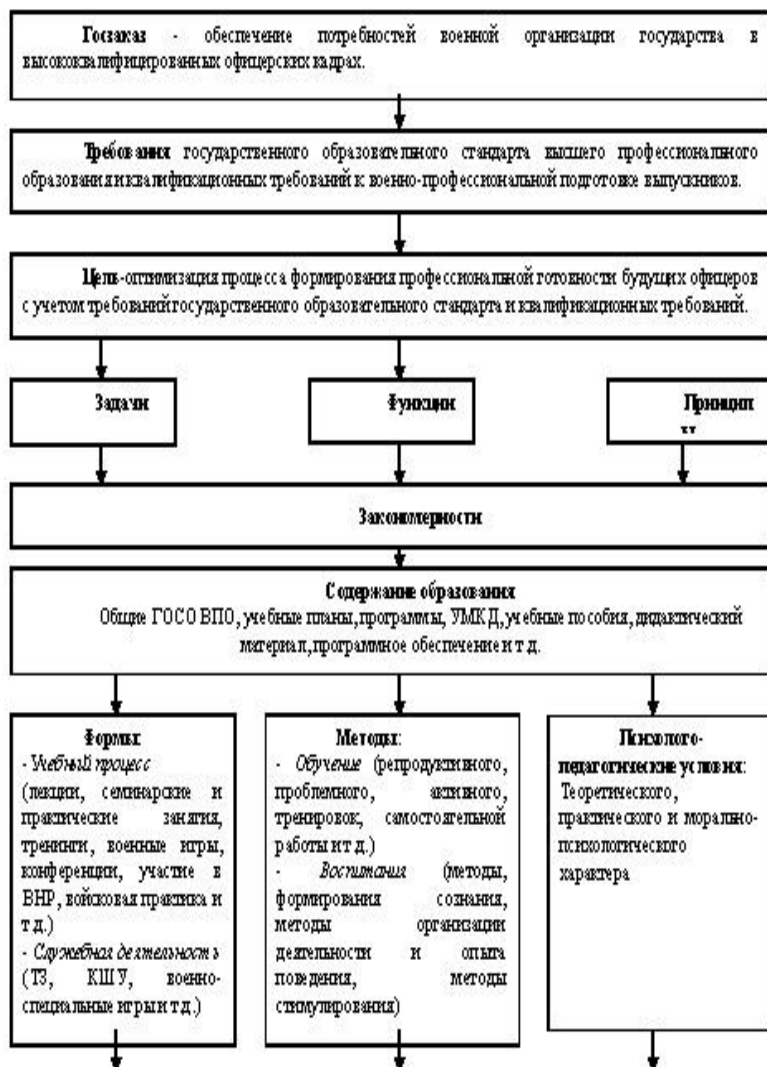 Госзаказ - обеспечение потребностей военной организации государства в
высококвалифицированных офицерских кадрах.
Требования государственного образовательного стандарта высшего профессионального
образования и квалификационных требований к военно-профессиональной подготовке выпускников.
Цель-оптимизация процесса формирования профессиональной готовности будущих офицеров
с учетом требований государственного образовательного стандарта и квалификационных требований.
Задачи
Функции
Принцип
ы
Закономерности
Содержание образования
Общие ГОСО ВПО, учебные планы, программы, УМКД, учебные пособия, дидактический
материал, программное обеспечение и т.д.
Формы:
- Учебный процесс
(лекции, семинарские и
практические занятия,
тренинги, военные игры,
конференции, участие в
ВНР, войсковая практика и
т.д.)
- Служебная деятельность
(ТЗ, КШУ, военно-
специальные игры и т.д.)
Методы:
- Обучение (репродуктивного,
проблемного, активного,
тренировок, самостоятельной
работы и т.д.)
- Воспитания (методы,
формирования сознания,
методы организации
деятельности и опыта
поведения, методы
стимулирования)
Психолого-
педагогические условия:
Теоретического,
практического и морально-
психологического
характера